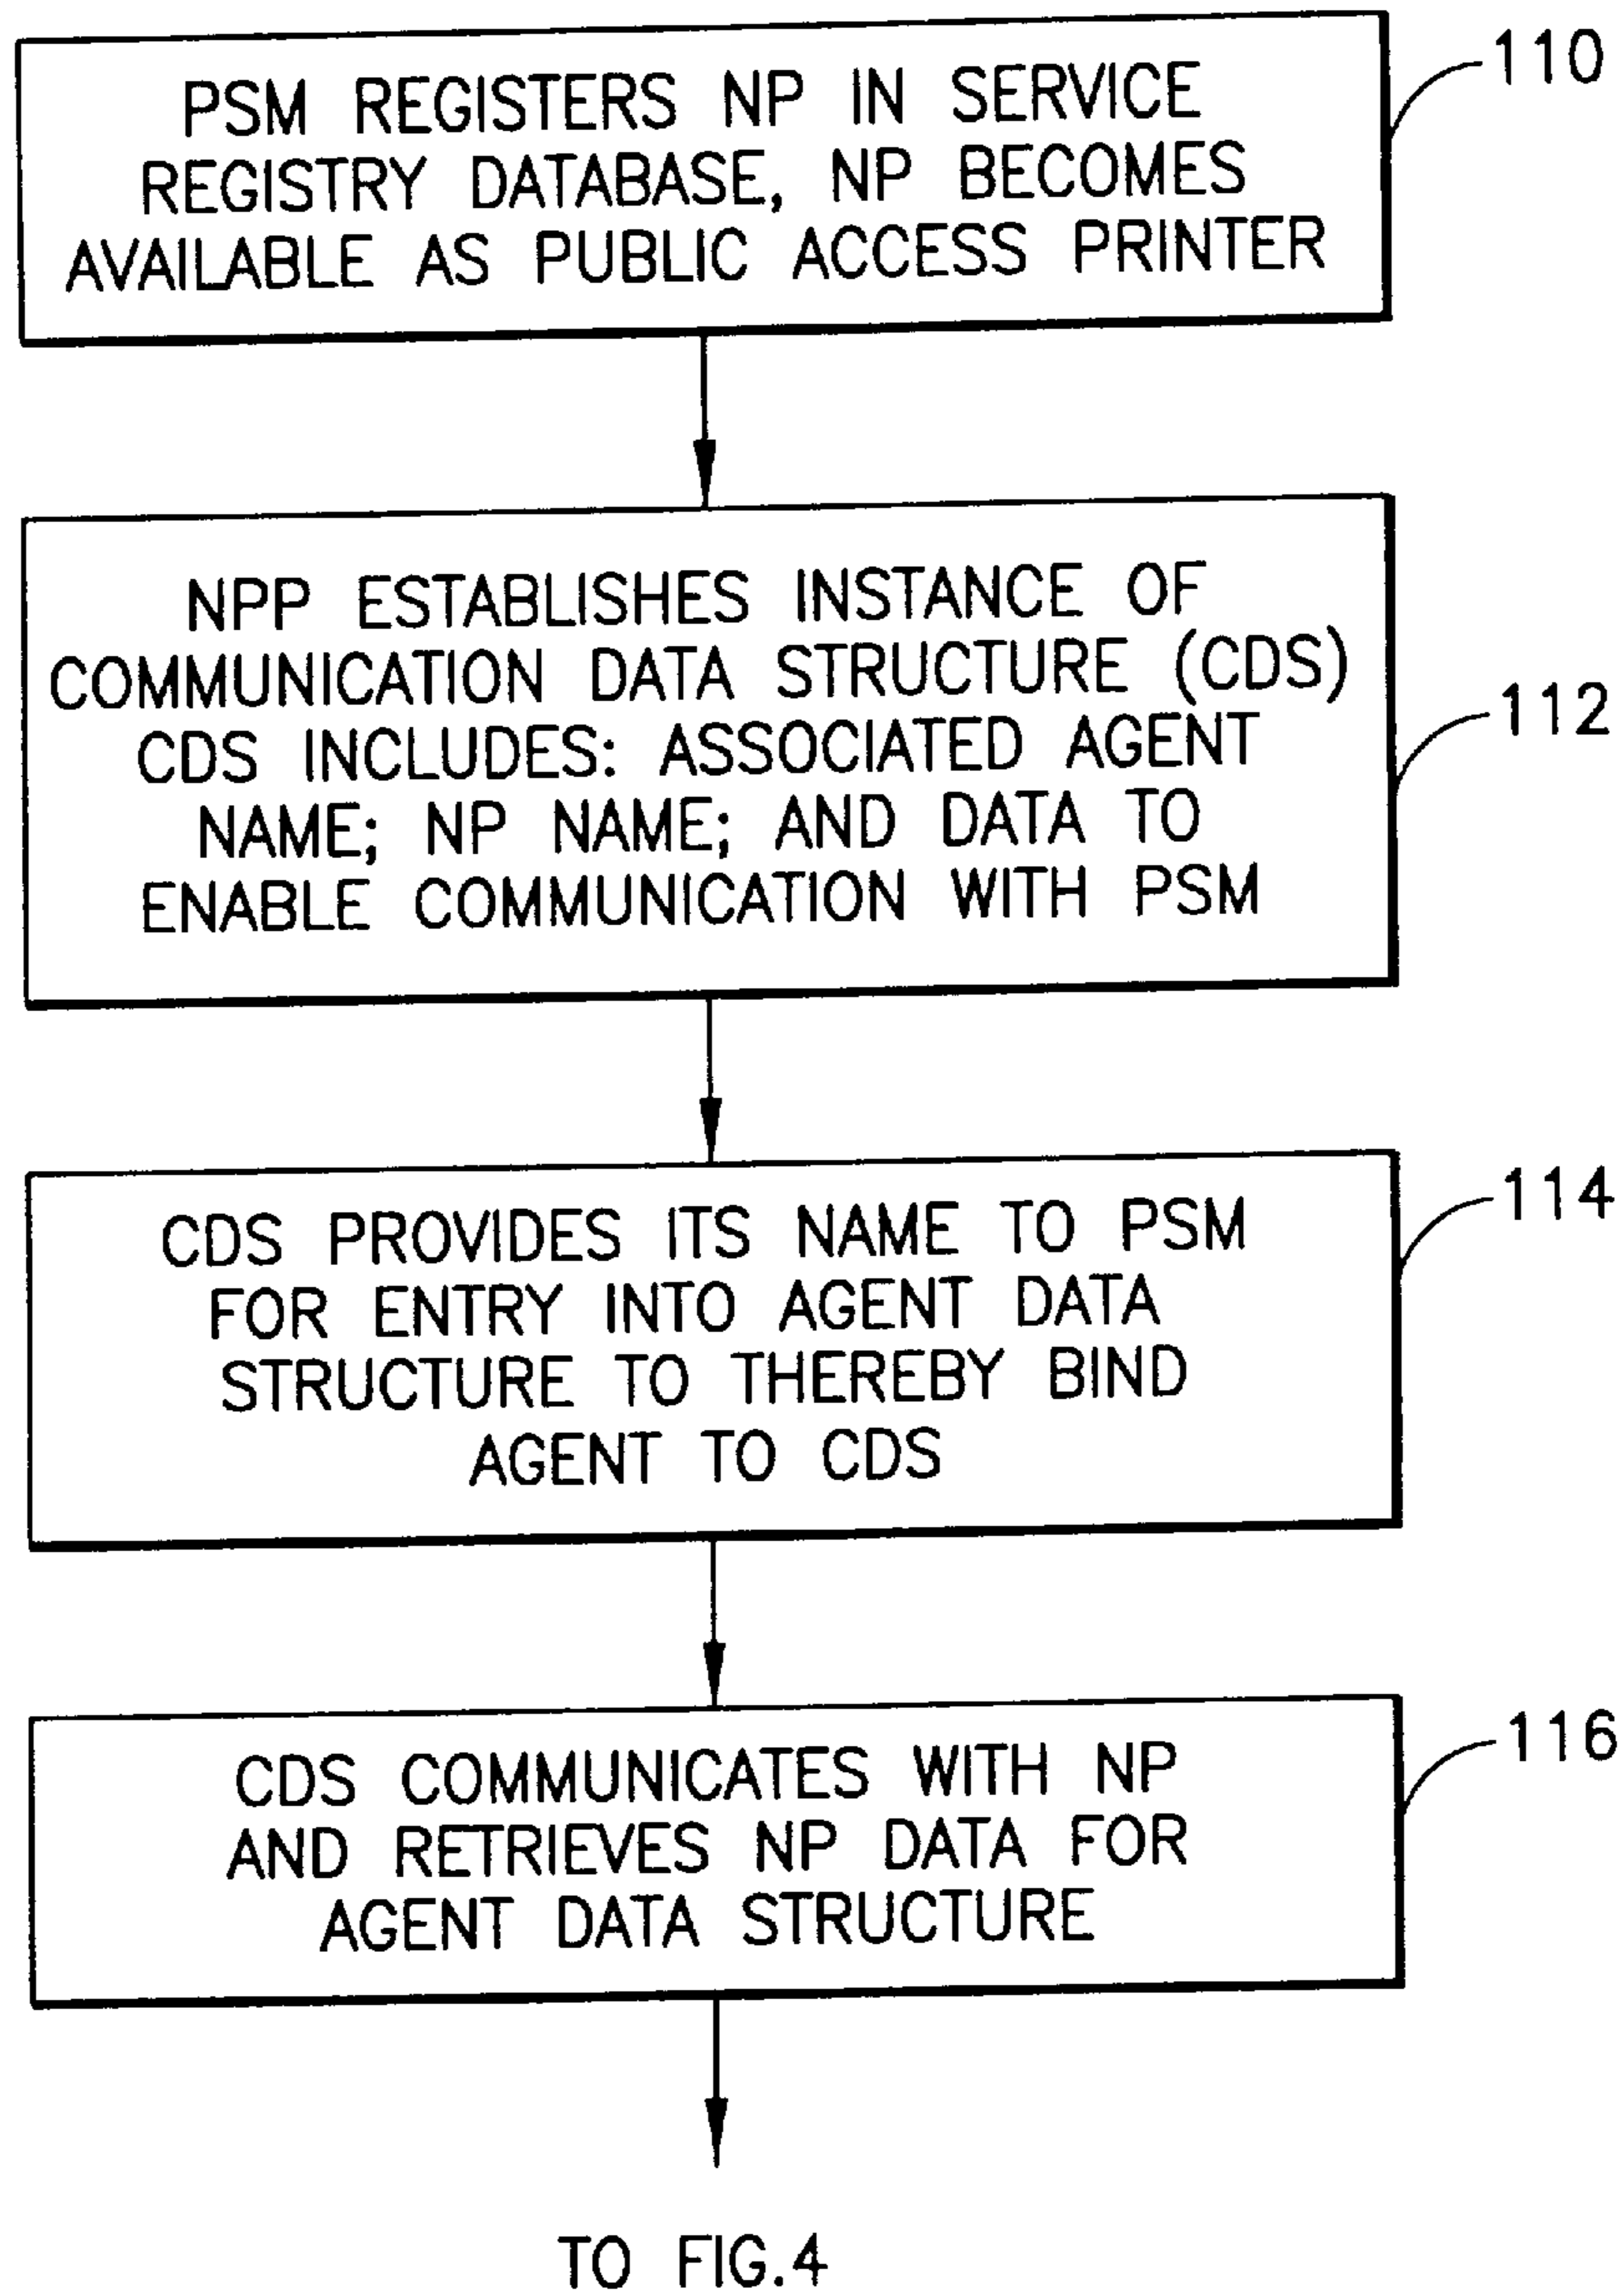 PSM REGISTERS NP IN SERVICE
REGISTRY DATABASE, NP BECOMES
AVAILABLE AS PUBLIC ACCESS PRINTER
110
NPP ESTABLISHES INSTANCE OF
COMMUNICATION DATA STRUCTURE (CDS)
CDS INCLUDES: ASSOCIATED AGENT
NAME; NP NAME; AND DATA TO
ENABLE COMMUNICATION WITH PSM
112
CDS PROVIDES ITS NAME TO PSM
FOR ENTRY INTO AGENT DATA
STRUCTURE TO THEREBY BIND
AGENT TO CDS
114
CDS COMMUNICATES WITH NP
AND RETRIEVES NP DATA FOR
AGENT DATA STRUCTURE
116
TO FIG.4